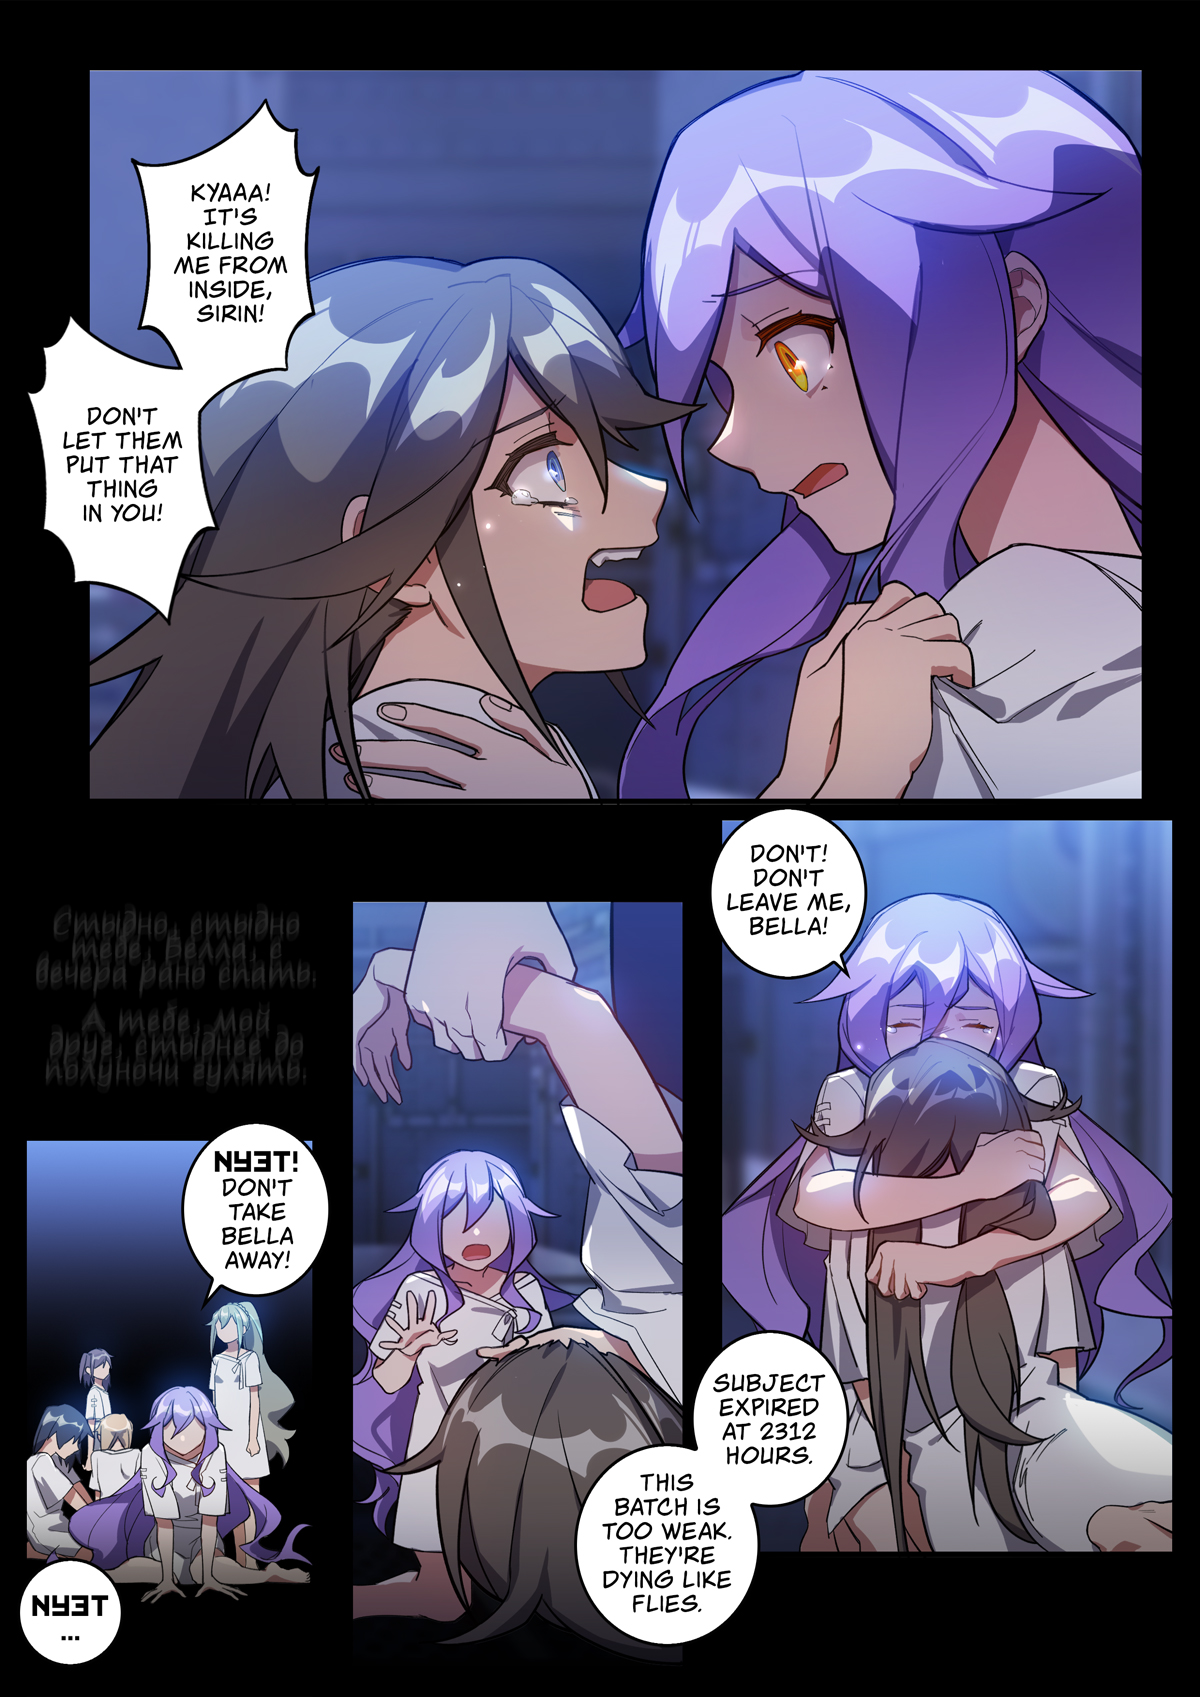 KYAAA!
IT'S
KILLING
ME FROM
INSIDE,
SIRIN!
DON'T
LET THEM
PUT THAT
THING
IN YOU!
DON'T!
DON'T
LEAVE ME,
BELLA!
SUBJECT
EXPIRED
AT 2312
HOURS.
THIS
BATCH IS
TOO WEAK.
THEY'RE
DYING LIKE
FLIES.
Стыдно, стыдно
тебе, Белла, с
вечера рано спать.
А тебе, мой
друг, стыднее до
полуночи гулять.
NYƎT!
DON'T
TAKE
BELLA
AWAY!
NYƎT
...